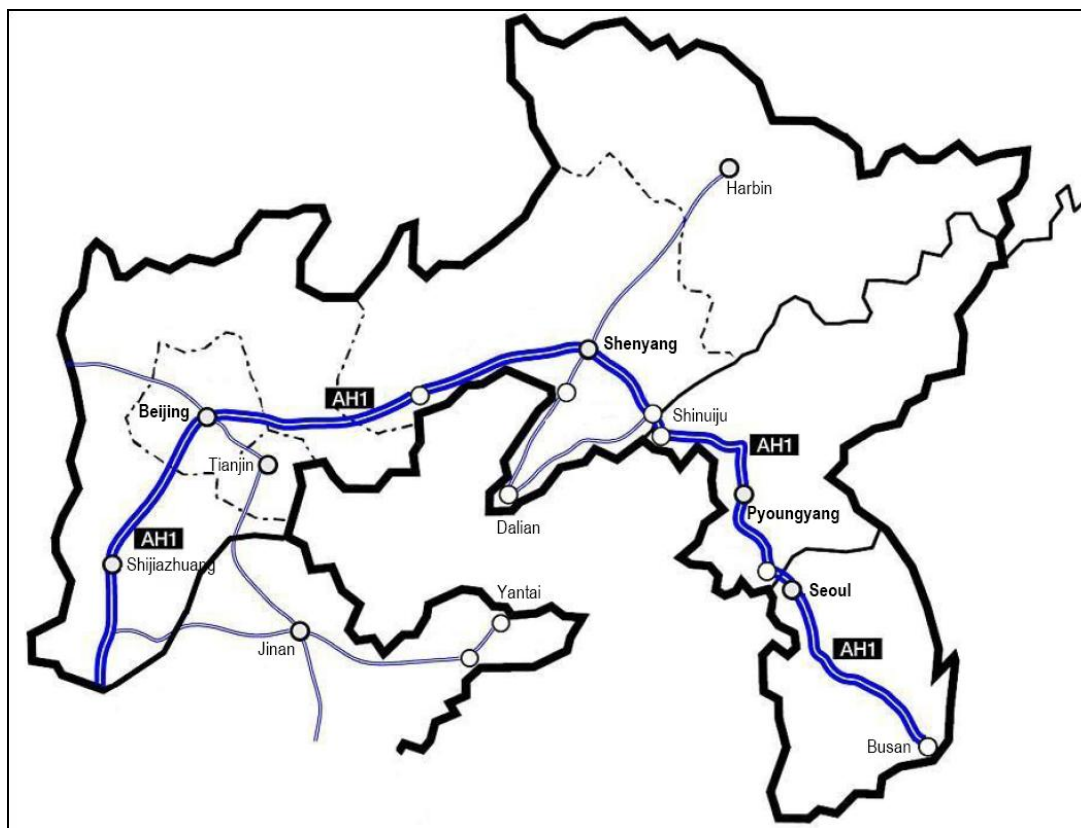 Harbin
Shenyang
AH1
Beijing
Shinuiju
AH1
Tianjin
Dalian
Pyoungyang
AH1
Shijiazhuang
Yantai
Seoul
Jinan
AH1
Busan